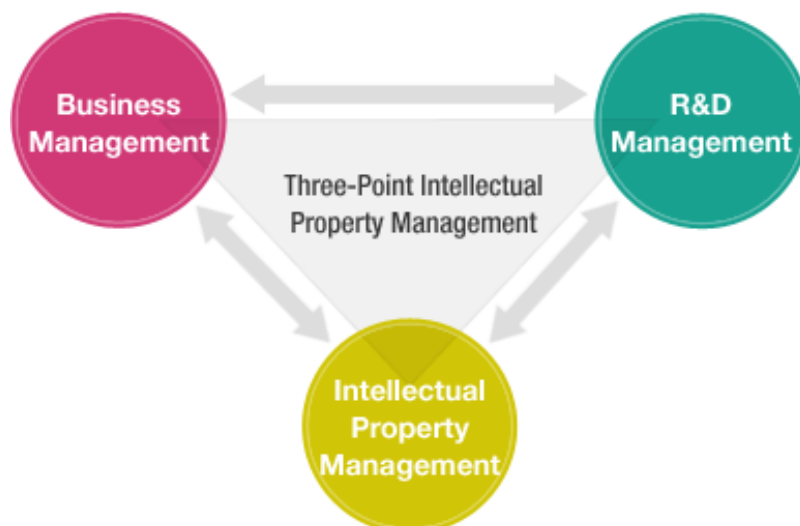 Business
Management
R&D
Management
Three-Point Intellectual
Property Management
Intellectual
Property
Management